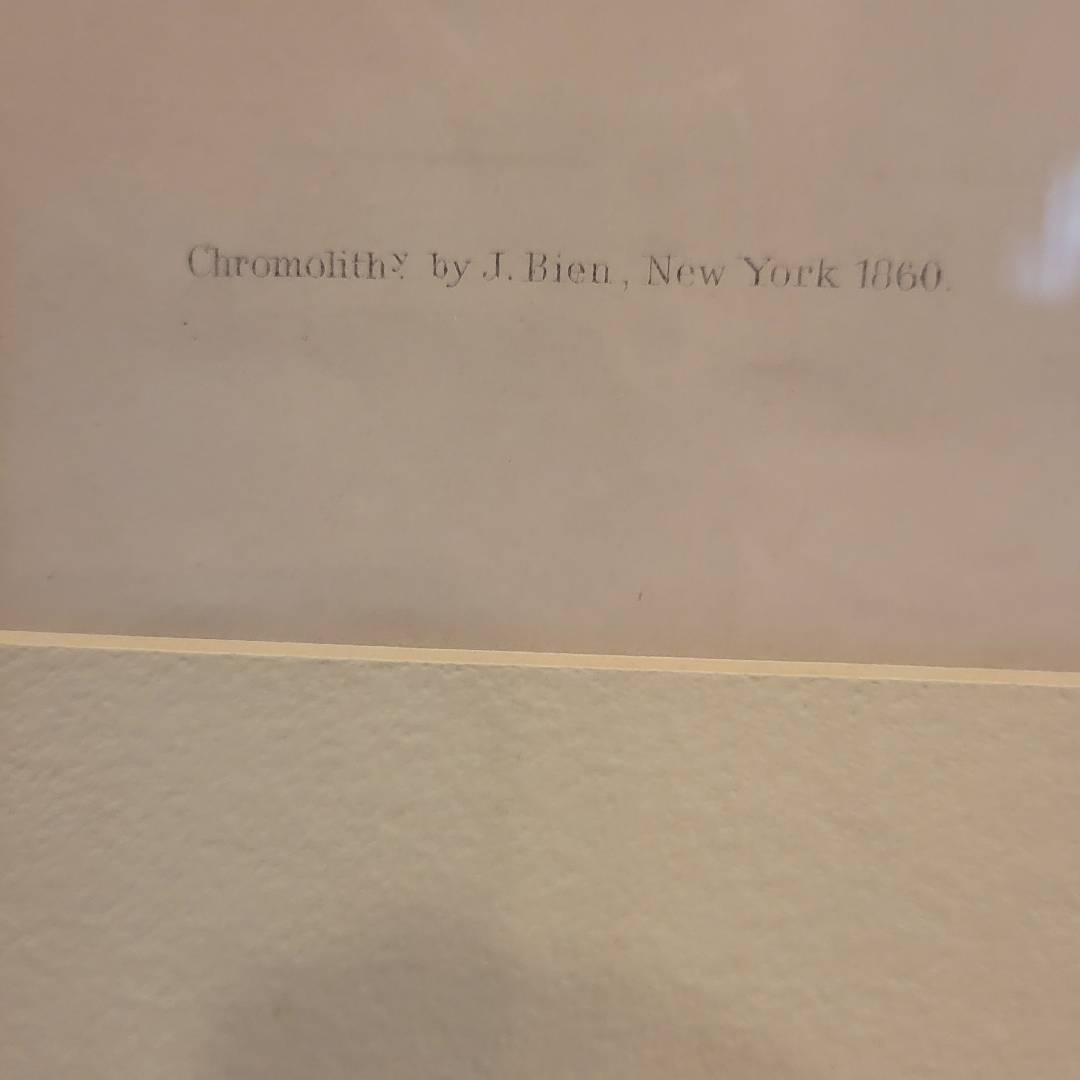 Chromolithy. by J. Bien, New York 1860.